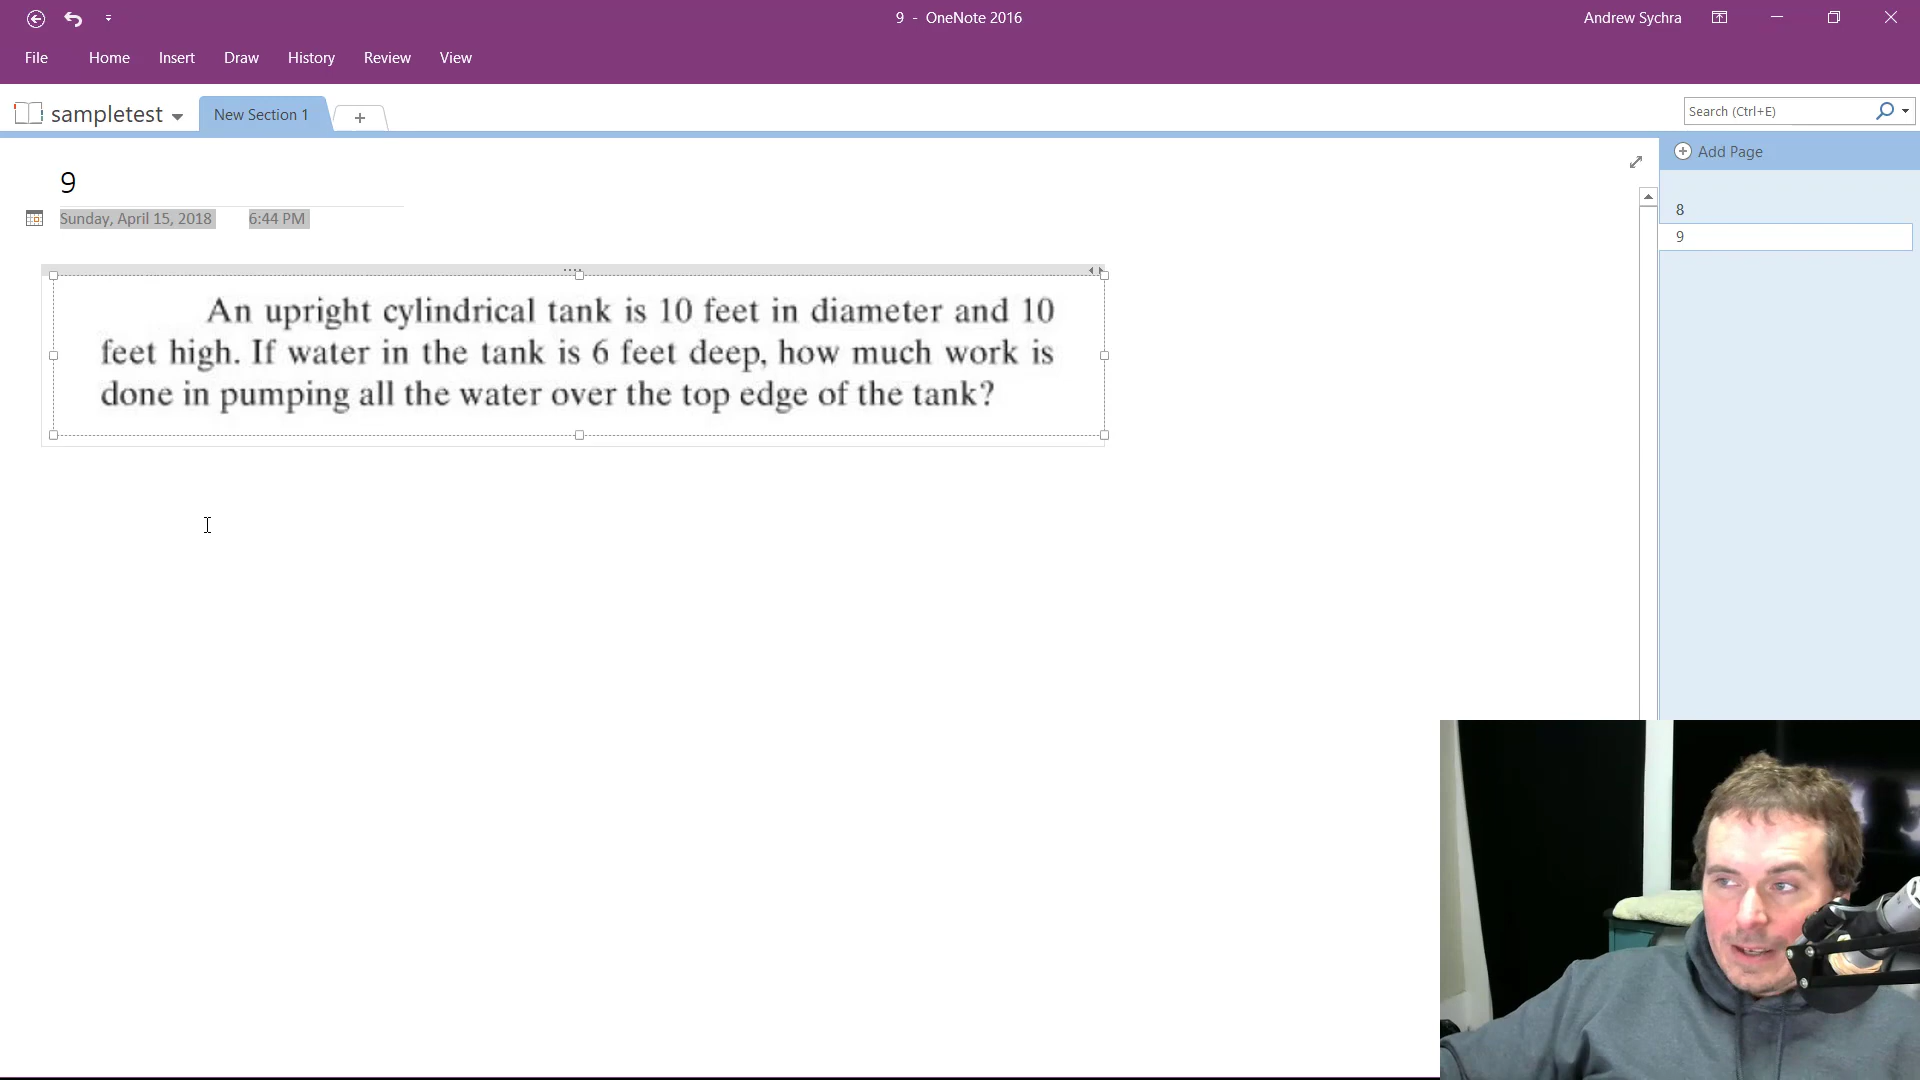 9 - OneNote 2016
Andrew Sychra
File Home Insert Draw History Review View
sampletest
New Section 1
+
Search (Ctrl+E)
Add Page
9
Sunday, April 15, 2018 6:44 PM
An upright cylindrical tank is 10 feet in diameter and 10
feet high. If water in the tank is 6 feet deep, how much work is
done in pumping all the water over the top edge of the tank?
8
9